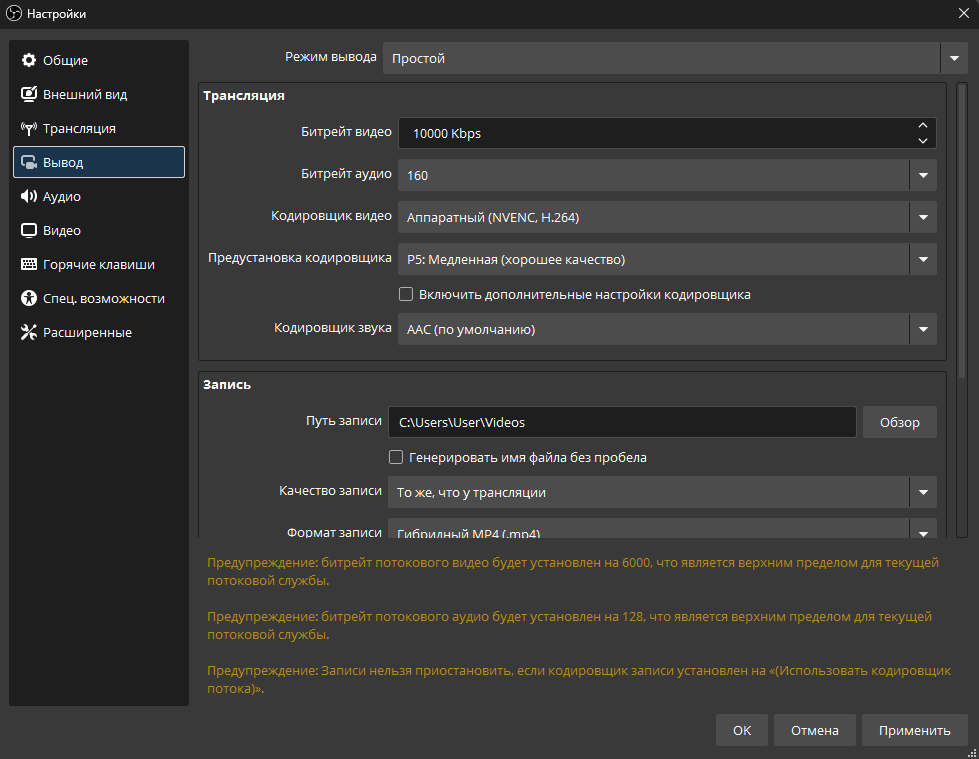 Настройки
Общие
Внешний вид
Трансляция
Вывод
Аудио
Видео
Горячие клавиши
Спец. возможности
Расширенные
Режим вывода Простой
Трансляция
Битрейт видео 10000 Kbps
Битрейт аудио 160
Кодировщик видео Аппаратный (NVENC, H.264)
Предустановка кодировщика P5: Медленная (хорошее качество)
Включить дополнительные настройки кодировщика
Кодировщик звука AAC (по умолчанию)
Запись
Путь записи C:\Users\User\Videos Обзор
Генерировать имя файла без пробела
Качество записи То же, что у трансляции
Формат записи Гибридный MP4 (.mp4)
Предупреждение: битрейт потокового видео будет установлен на 6000, что является верхним пределом для текущей
потоковой службы.
Предупреждение: битрейт потокового аудио будет установлен на 128, что является верхним пределом для текущей
потоковой службы.
Предупреждение: Записи нельзя приостановить, если кодировщик записи установлен на «(Использовать кодировщик
потока)».
OK Отмена Применить